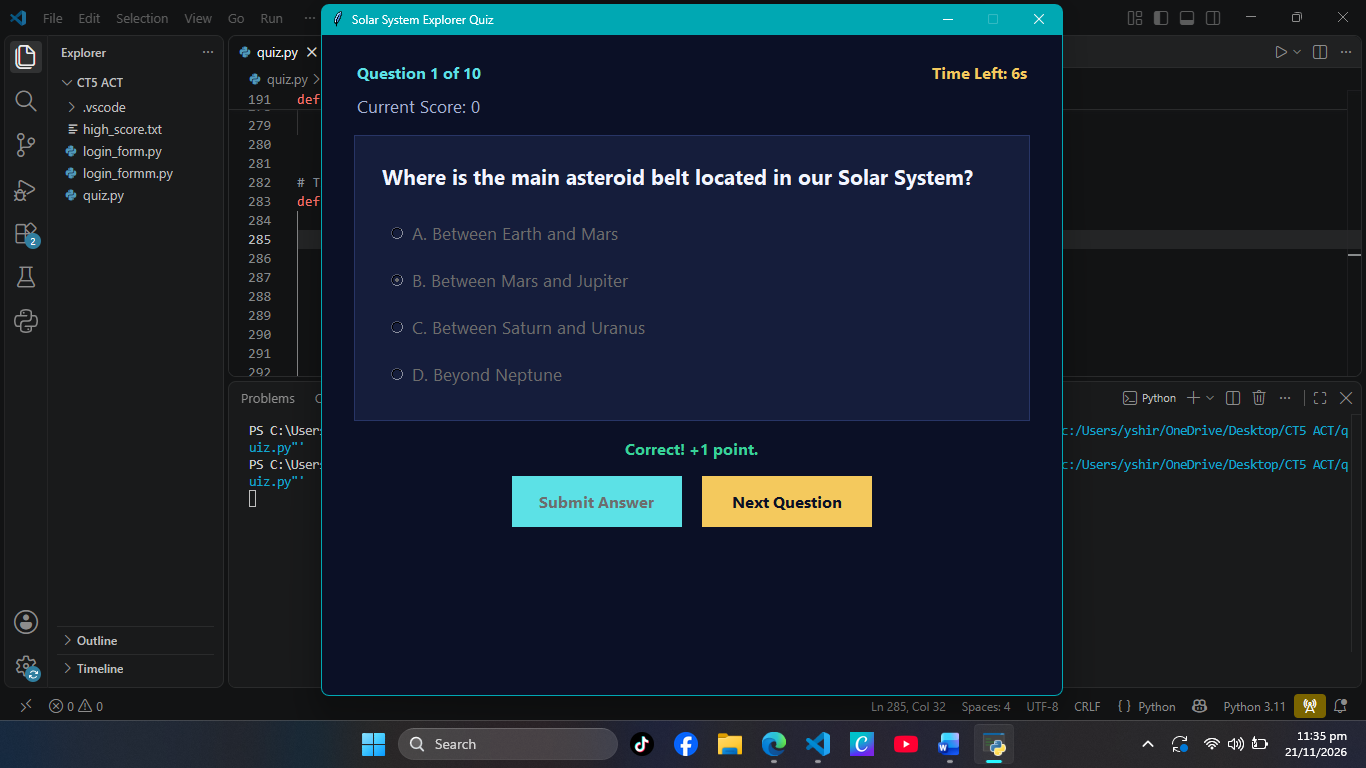 File Edit Selection View Go Run ···
Solar System Explorer Quiz
Explorer ···
CT5 ACT
.vscode
high_score.txt
login_form.py
login_formm.py
quiz.py
Outline
Timeline
2
quiz.py
quiz.py
191 def
279
280
281
282 # T
283 def
284
285
286
287
288
289
290
291
292
Question 1 of 10
Time Left: 6s
Current Score: 0
Where is the main asteroid belt located in our Solar System?
A. Between Earth and Mars
B. Between Mars and Jupiter
C. Between Saturn and Uranus
D. Beyond Neptune
Correct! +1 point.
Submit Answer
Next Question
Problems
Python
PS C:\Users
c:/Users/yshir/OneDrive/Desktop/CT5 ACT/q
uiz.py"'
PS C:\Users
c:/Users/yshir/OneDrive/Desktop/CT5 ACT/q
uiz.py"'
0 0
Ln 285, Col 32 Spaces: 4 UTF-8 CRLF { } Python Python 3.11
Search
11:35 pm
21/11/2026